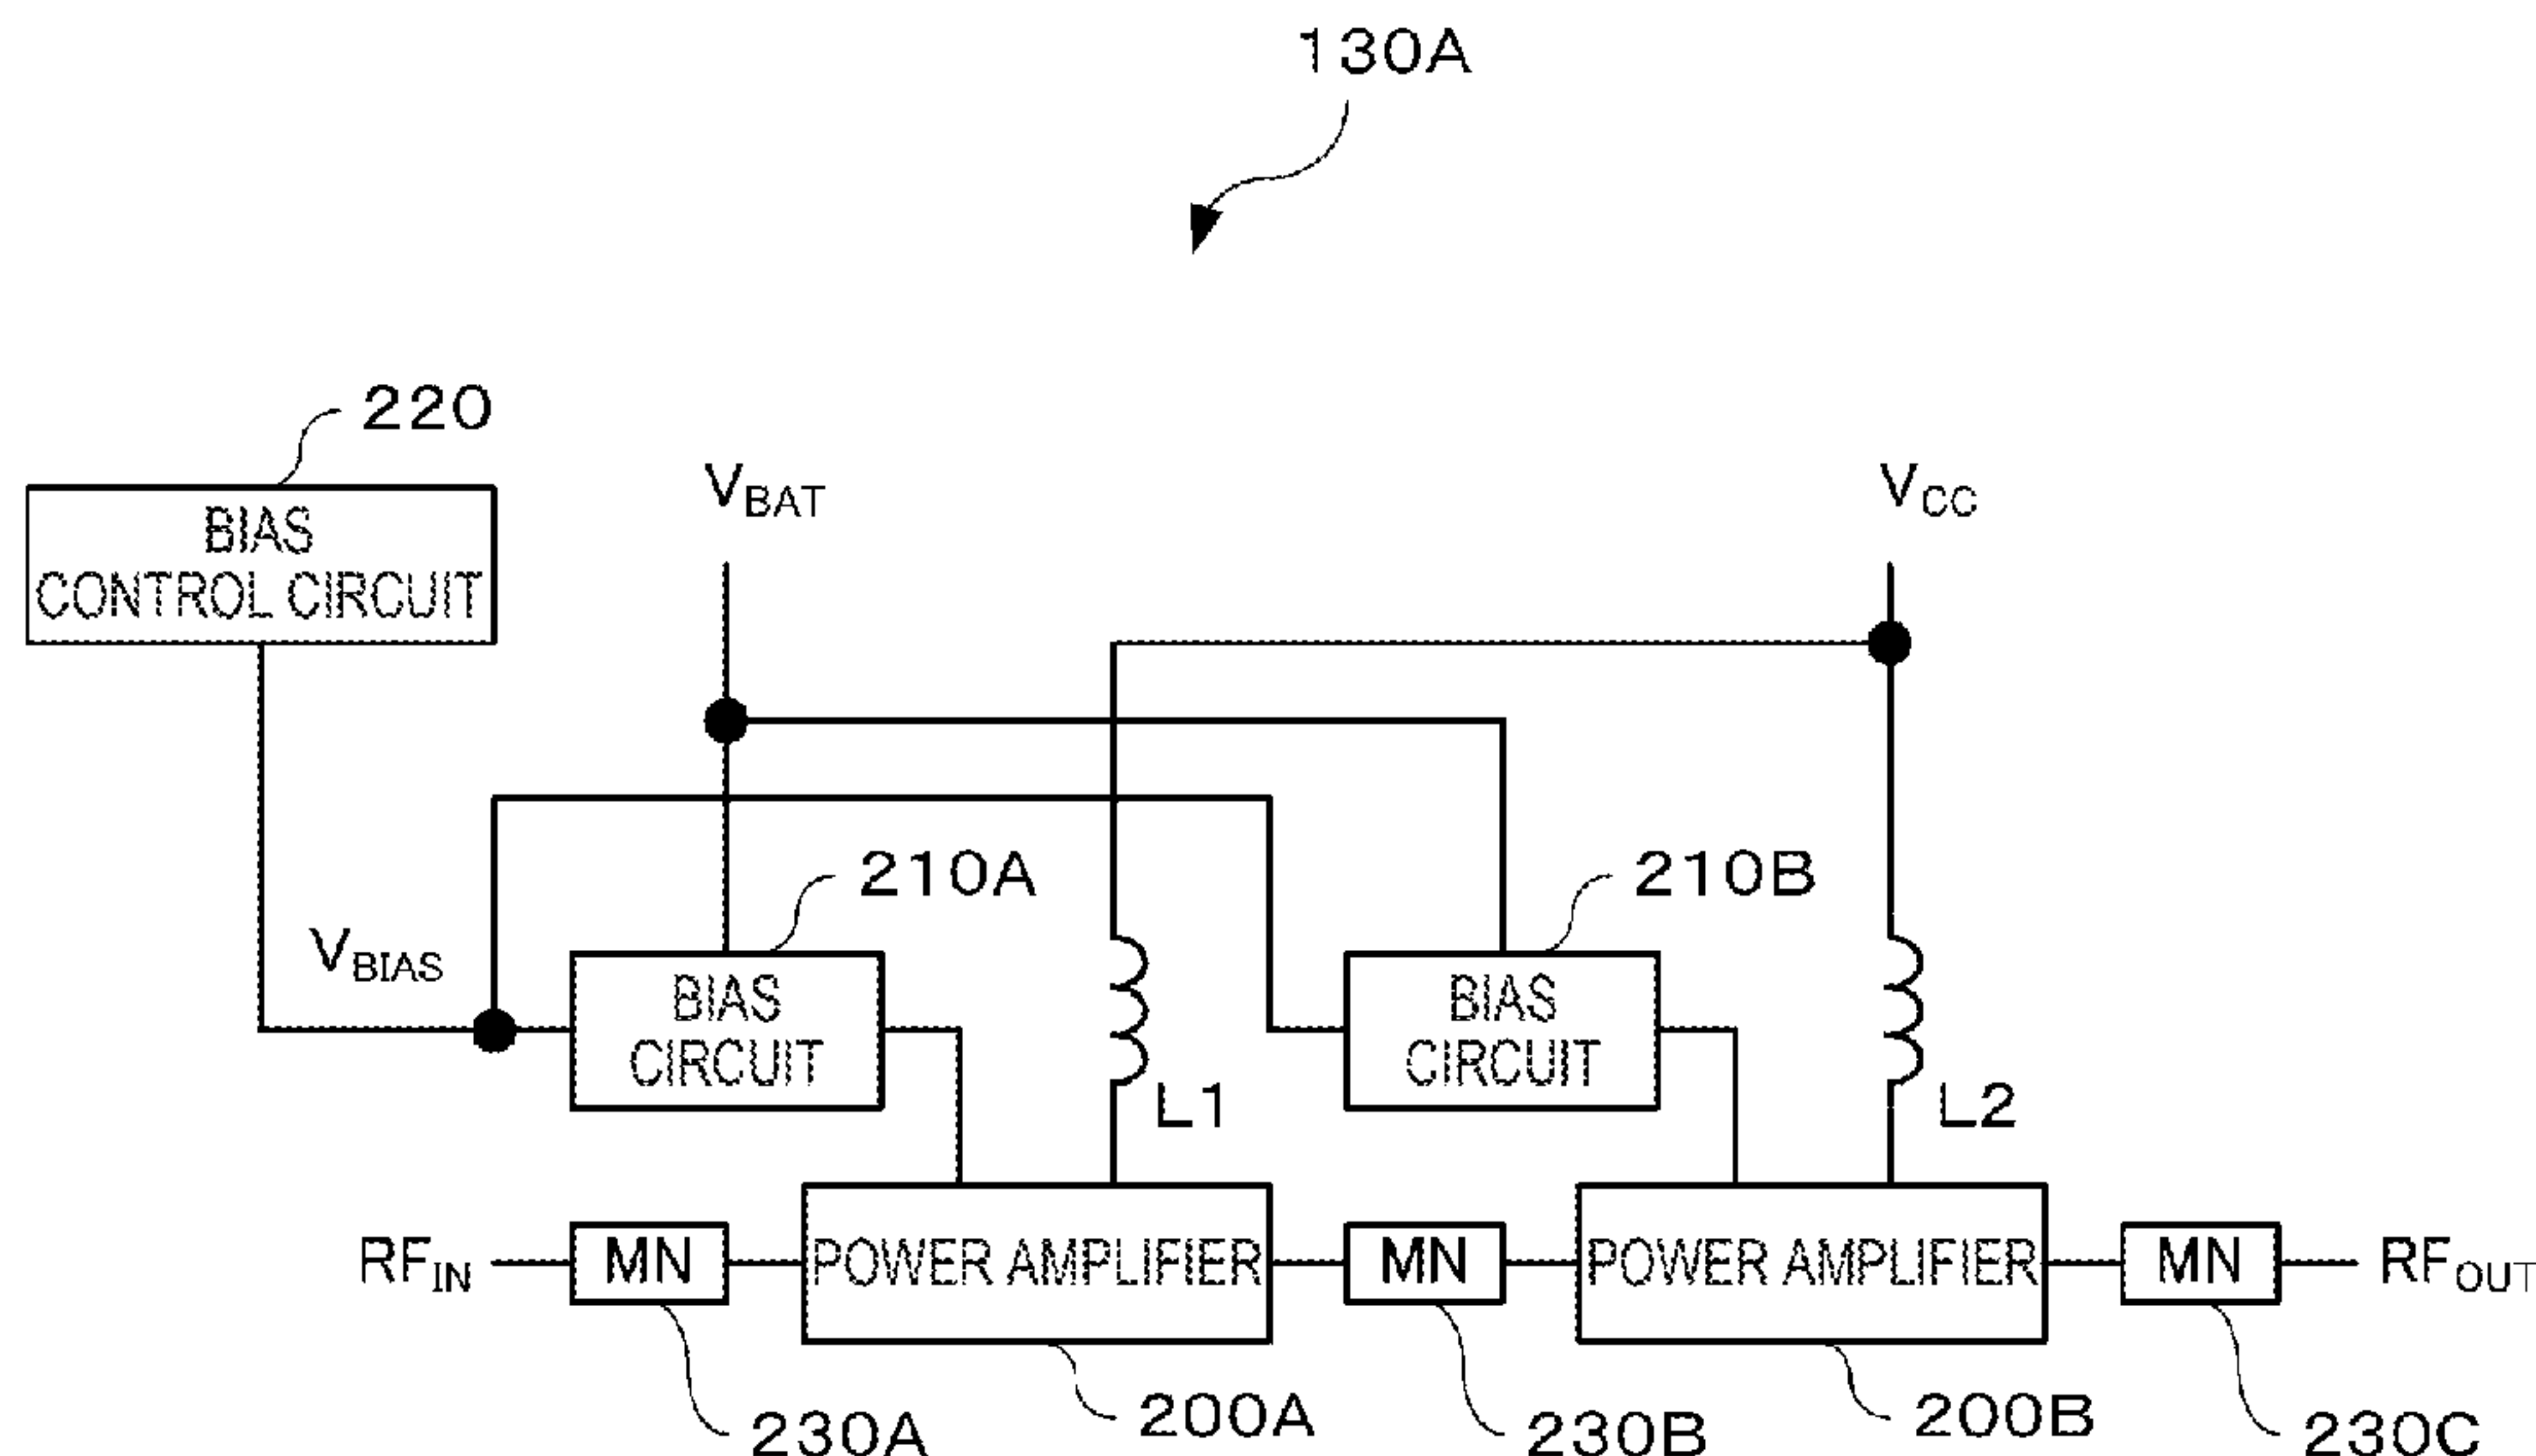 130A
220
BIAS
CONTROL CIRCUIT
VBAT
VCC
210A
210B
VBIAS
BIAS
CIRCUIT
BIAS
CIRCUIT
L1
L2
RFIN
MN
POWER AMPLIFIER
MN
POWER AMPLIFIER
MN
RFOUT
230A
200A
230B
200B
230C